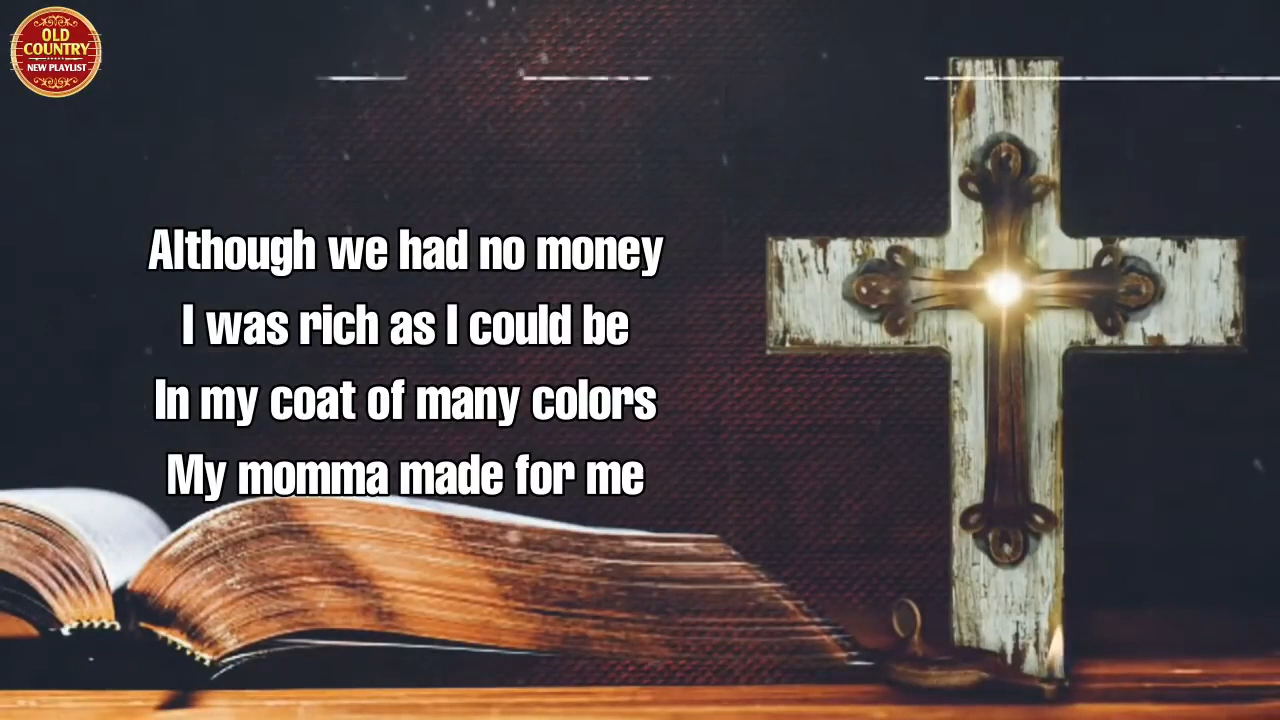 OLD
COUNTRY
NEW PLAYLIST
Although we had no money
I was rich as I could be
In my coat of many colors
My momma made for me